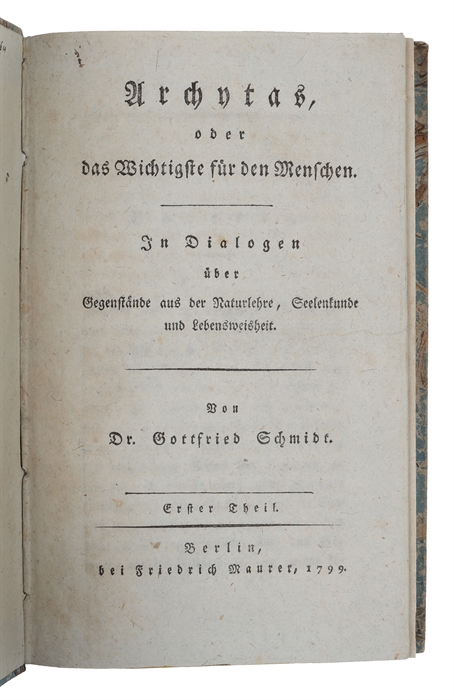 Archytas,
oder
das Wichtigste für den Menschen.
In Dialogen
über
Gegenstände aus der Naturlehre, Seelenkunde
und Lebensweisheit.
Von
Dr. Gottfried Schmidt.
Erster Theil.
Berlin,
bei Friedrich Maurer, 1799.